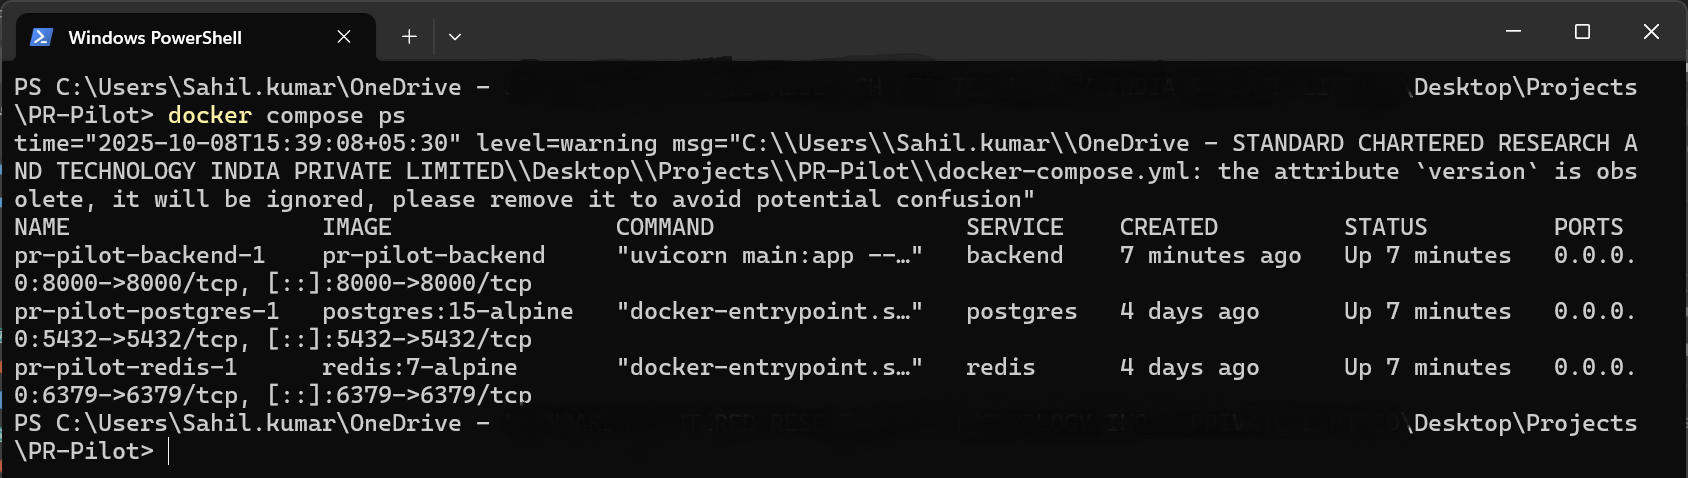 Windows PowerShell
PS C:\Users\Sahil.kumar\OneDrive - \Desktop\Projects
\PR-Pilot> docker compose ps
time="2025-10-08T15:39:08+05:30" level=warning msg="C:\\Users\\Sahil.kumar\\OneDrive - STANDARD CHARTERED RESEARCH A
ND TECHNOLOGY INDIA PRIVATE LIMITED\\Desktop\\Projects\\PR-Pilot\\docker-compose.yml: the attribute `version` is obs
olete, it will be ignored, please remove it to avoid potential confusion"
NAME IMAGE COMMAND SERVICE CREATED STATUS PORTS
pr-pilot-backend-1 pr-pilot-backend "uvicorn main:app --…" backend 7 minutes ago Up 7 minutes 0.0.0.
0:8000->8000/tcp, [::]:8000->8000/tcp
pr-pilot-postgres-1 postgres:15-alpine "docker-entrypoint.s…" postgres 4 days ago Up 7 minutes 0.0.0.
0:5432->5432/tcp, [::]:5432->5432/tcp
pr-pilot-redis-1 redis:7-alpine "docker-entrypoint.s…" redis 4 days ago Up 7 minutes 0.0.0.
0:6379->6379/tcp, [::]:6379->6379/tcp
PS C:\Users\Sahil.kumar\OneDrive - \Desktop\Projects
\PR-Pilot>